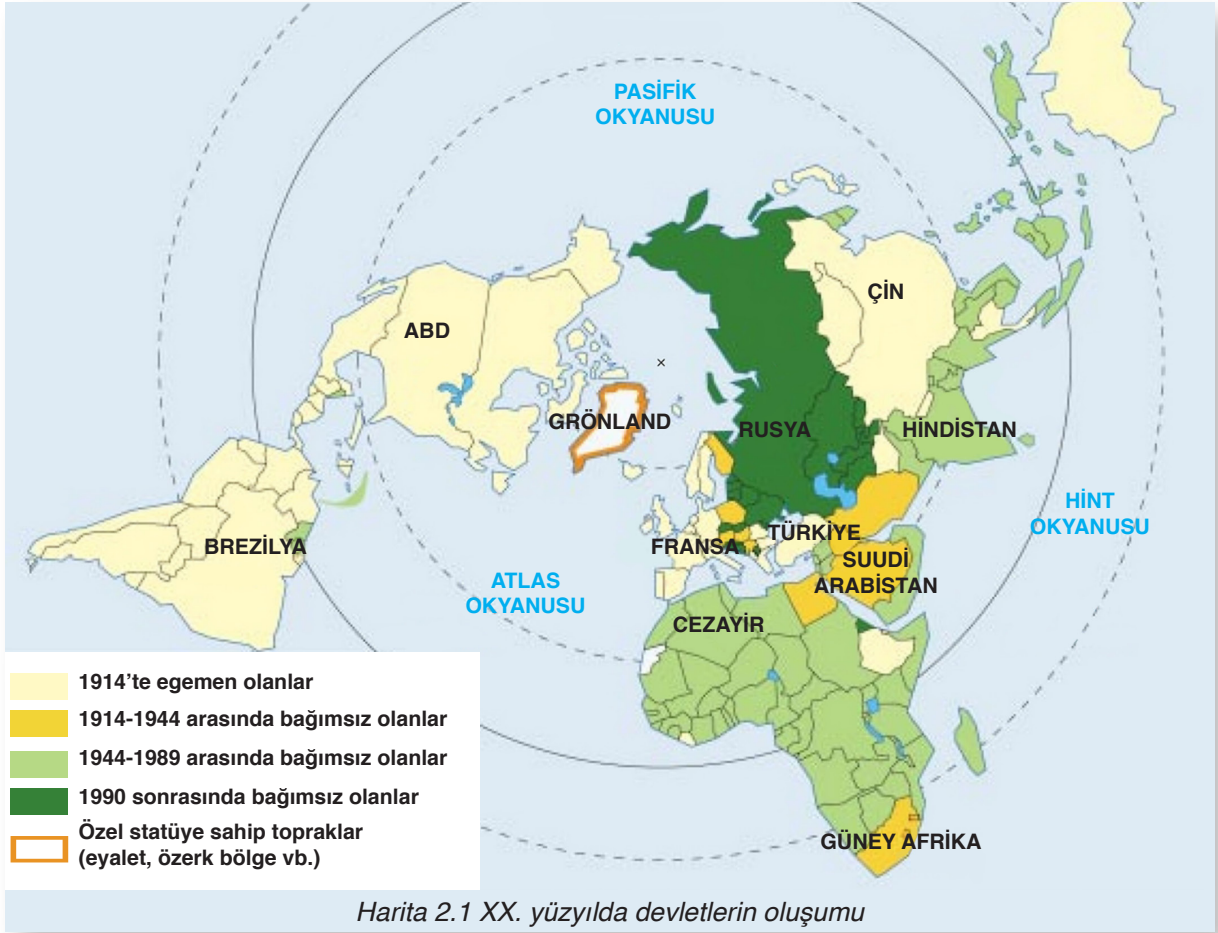 PASİFİK
OKYANUSU
ÇİN
ABD
GRÖNLAND
RUSYA
HİNDİSTAN
HİNT
OKYANUSU
BREZİLYA
FRANSA
TÜRKİYE
SUUDİ
ARABİSTAN
ATLAS
OKYANUSU
CEZAYİR
GÜNEY AFRİKA
1914’te egemen olanlar
1914-1944 arasında bağımsız olanlar
1944-1989 arasında bağımsız olanlar
1990 sonrasında bağımsız olanlar
Özel statüye sahip topraklar
(eyalet, özerk bölge vb.)
Harita 2.1 XX. yüzyılda devletlerin oluşumu